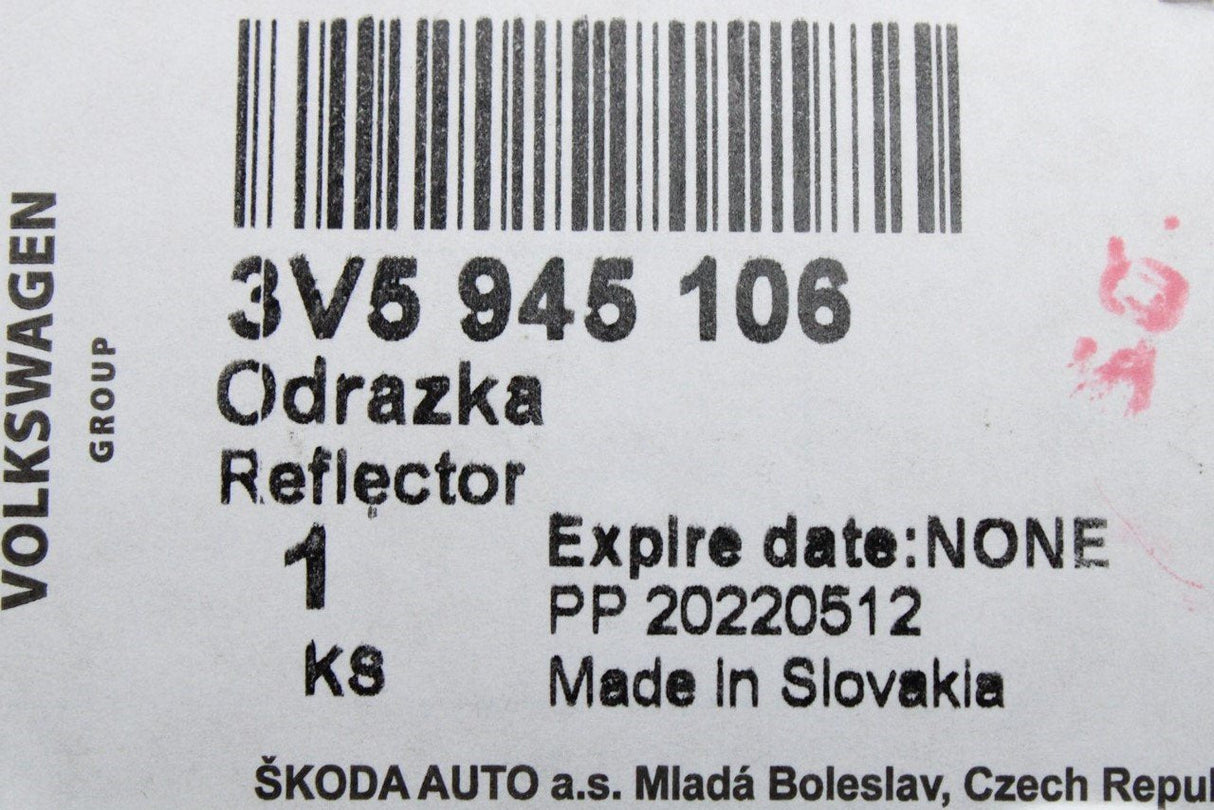 VOLKSWAGEN
GROUP
3V5 945 106
Odrazka
Reflector
1
ks
Expire date:NONE
PP 20220512
Made in Slovakia
ŠKODA AUTO a.s. Mladá Boleslav, Czech Repu